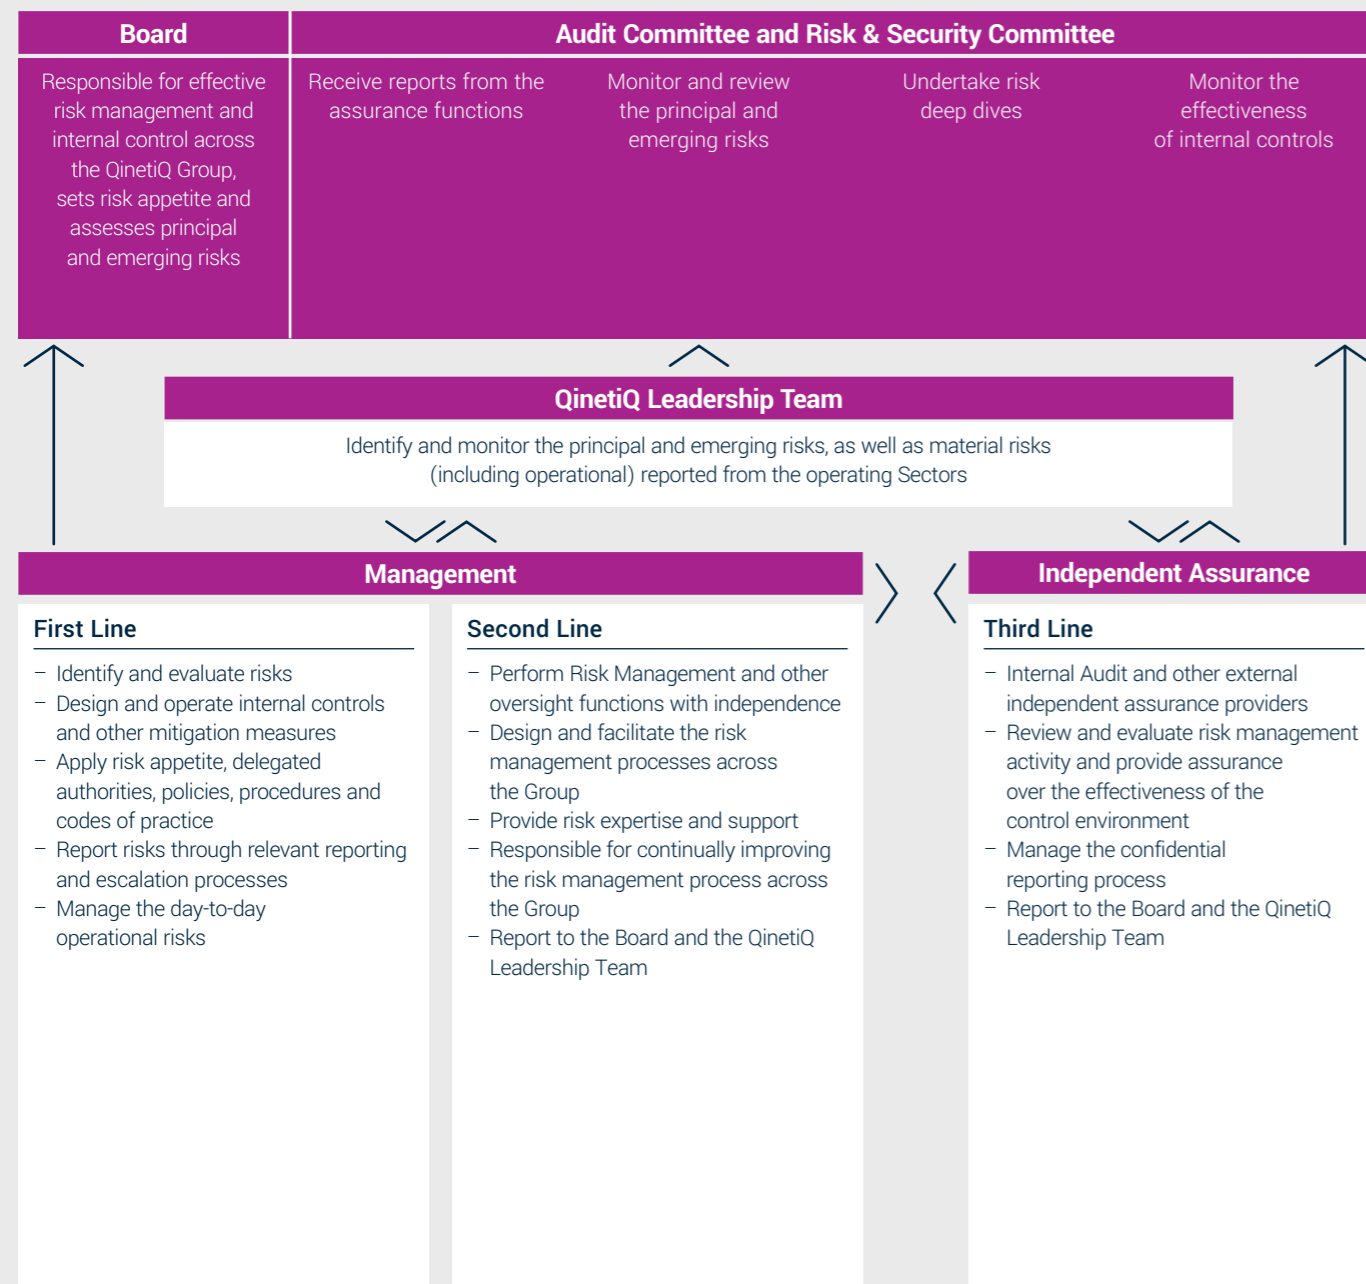 Board
Responsible for effective
risk management and
internal control across
the QinetiQ Group,
sets risk appetite and
assesses principal
and emerging risks
Audit Committee and Risk & Security Committee
Receive reports from the
assurance functions
Monitor and review
the principal and
emerging risks
Undertake risk
deep dives
Monitor the
effectiveness
of internal controls
QinetiQ Leadership Team
Identify and monitor the principal and emerging risks, as well as material risks
(including operational) reported from the operating Sectors
Management
First Line
– Identify and evaluate risks
– Design and operate internal controls
and other mitigation measures
– Apply risk appetite, delegated
authorities, policies, procedures and
codes of practice
– Report risks through relevant reporting
and escalation processes
– Manage the day-to-day
operational risks
Second Line
– Perform Risk Management and other
oversight functions with independence
– Design and facilitate the risk
management processes across
the Group
– Provide risk expertise and support
– Responsible for continually improving
the risk management process across
the Group
– Report to the Board and the QinetiQ
Leadership Team
Independent Assurance
Third Line
– Internal Audit and other external
independent assurance providers
– Review and evaluate risk management
activity and provide assurance
over the effectiveness of the
control environment
– Manage the confidential
reporting process
– Report to the Board and the QinetiQ
Leadership Team